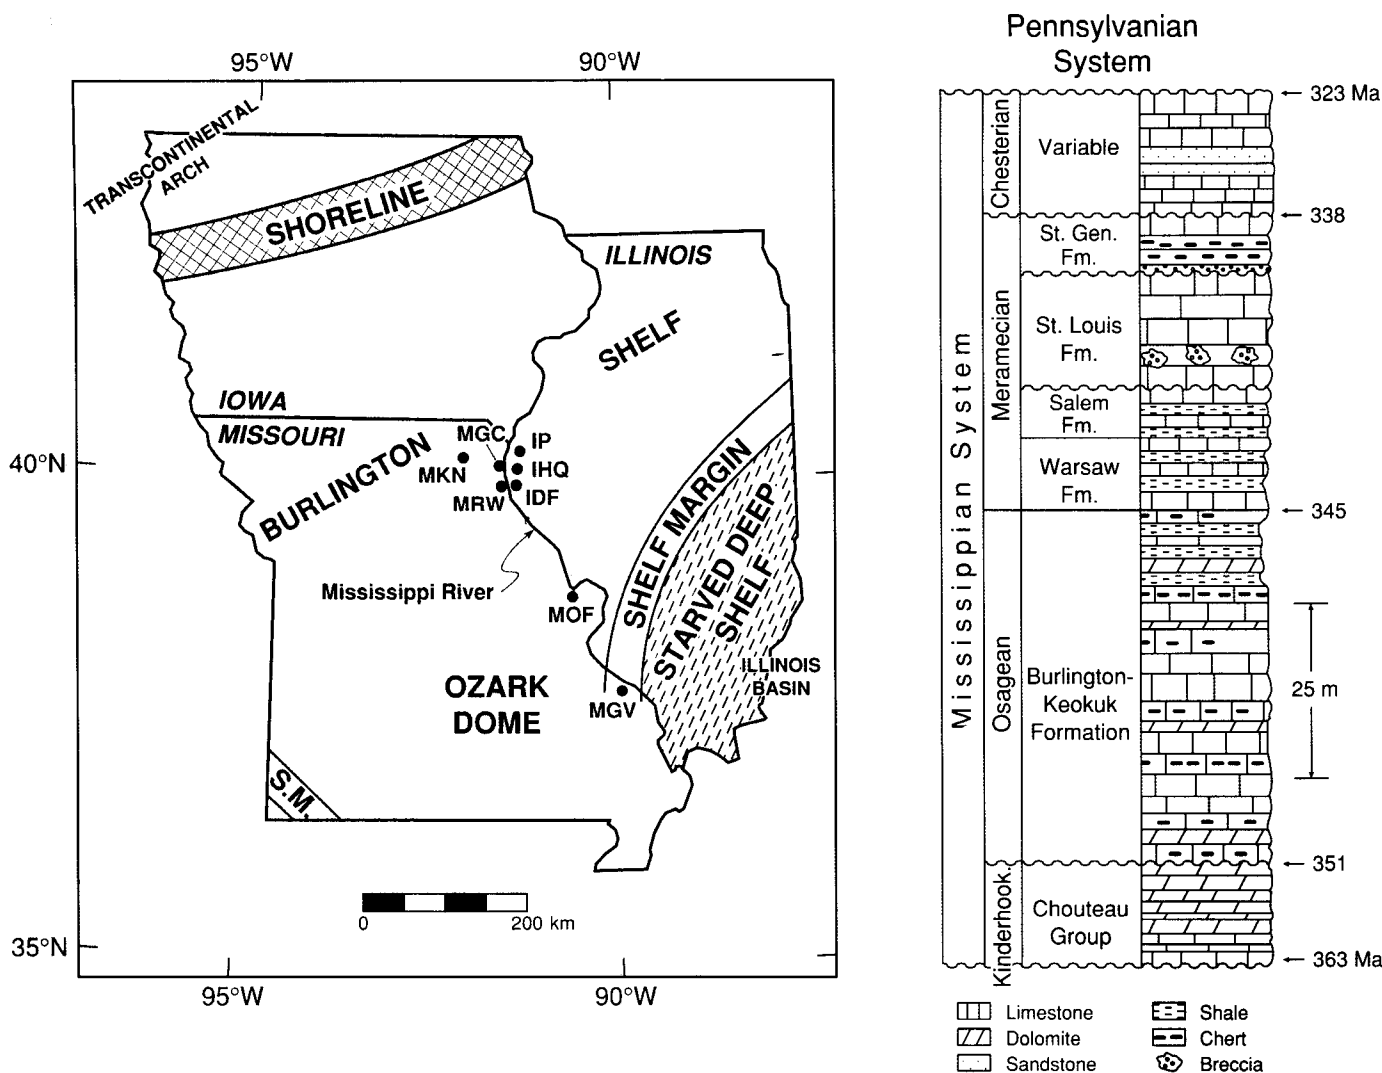 95°W
90°W
TRANSCONTINENTAL
ARCH
SHORELINE
ILLINOIS
SHELF
IOWA
MISSOURI
BURLINGTON
40°N
MGC
IP
MKN
IHQ
MRW
IDF
SHELF MARGIN
STARVED DEEP
SHELF
Mississippi River
MOF
ILLINOIS
BASIN
OZARK
DOME
MGV
S.M.
0
200 km
35°N
95°W
90°W
Pennsylvanian
System
323 Ma
Mississippian System
Chesterian
Variable
338
Meramecian
St. Gen.
Fm.
St. Louis
Fm.
Salem
Fm.
Warsaw
Fm.
345
Osagean
Burlington-
Keokuk
Formation
25 m
351
Kinderhook.
Chouteau
Group
363 Ma
Limestone
Dolomite
Sandstone
Shale
Chert
Breccia